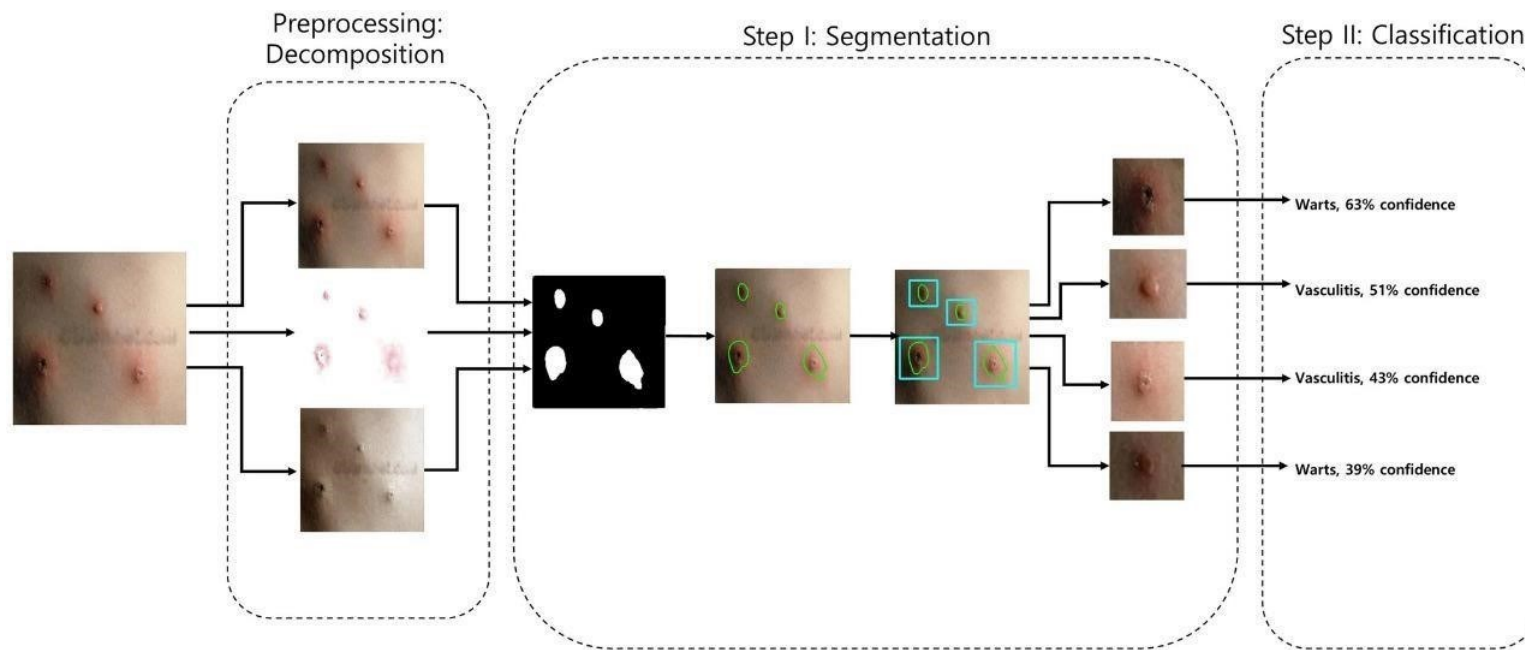 Preprocessing:
Decomposition
Step I: Segmentation
Step II: Classification
Warts, 63% confidence
Vasculitis, 51% confidence
Vasculitis, 43% confidence
Warts, 39% confidence